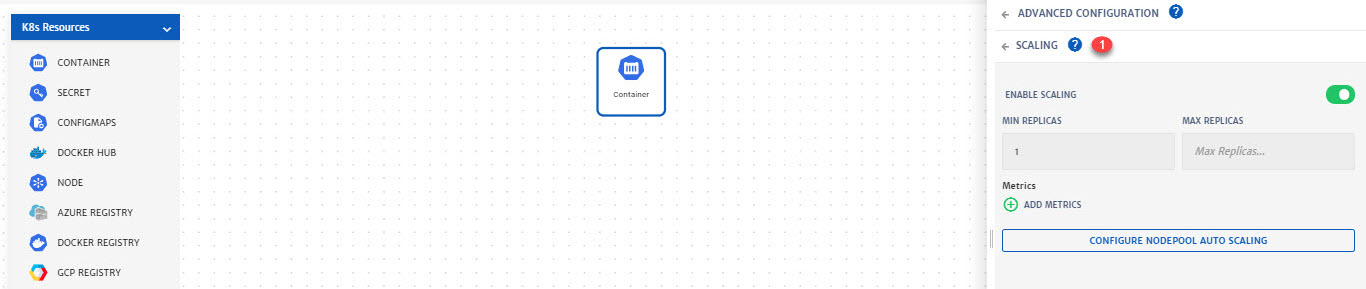 K8s Resources
CONTAINER
SECRET
CONFIGMAPS
DOCKER HUB
NODE
AZURE REGISTRY
DOCKER REGISTRY
GCP REGISTRY
Container
ADVANCED CONFIGURATION ?
SCALING ? 1
ENABLE SCALING
MIN REPLICAS MAX REPLICAS
1 Max Replicas...
Metrics
ADD METRICS
CONFIGURE NODEPOOL AUTO SCALING